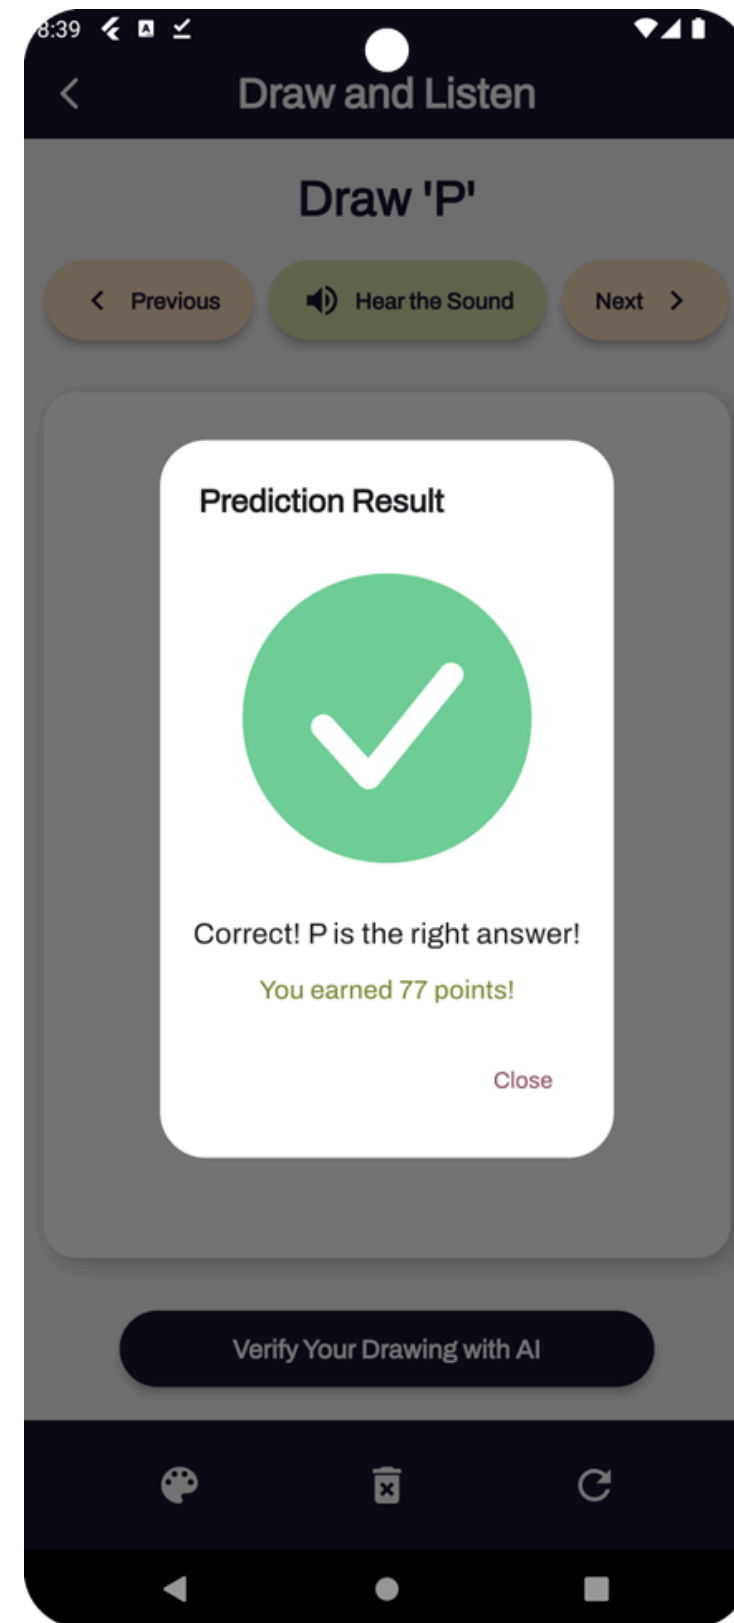 8:39
Draw and Listen
Draw 'P'
Previous
Hear the Sound
Next
Prediction Result
Correct! P is the right answer!
You earned 77 points!
Close
Verify Your Drawing with AI